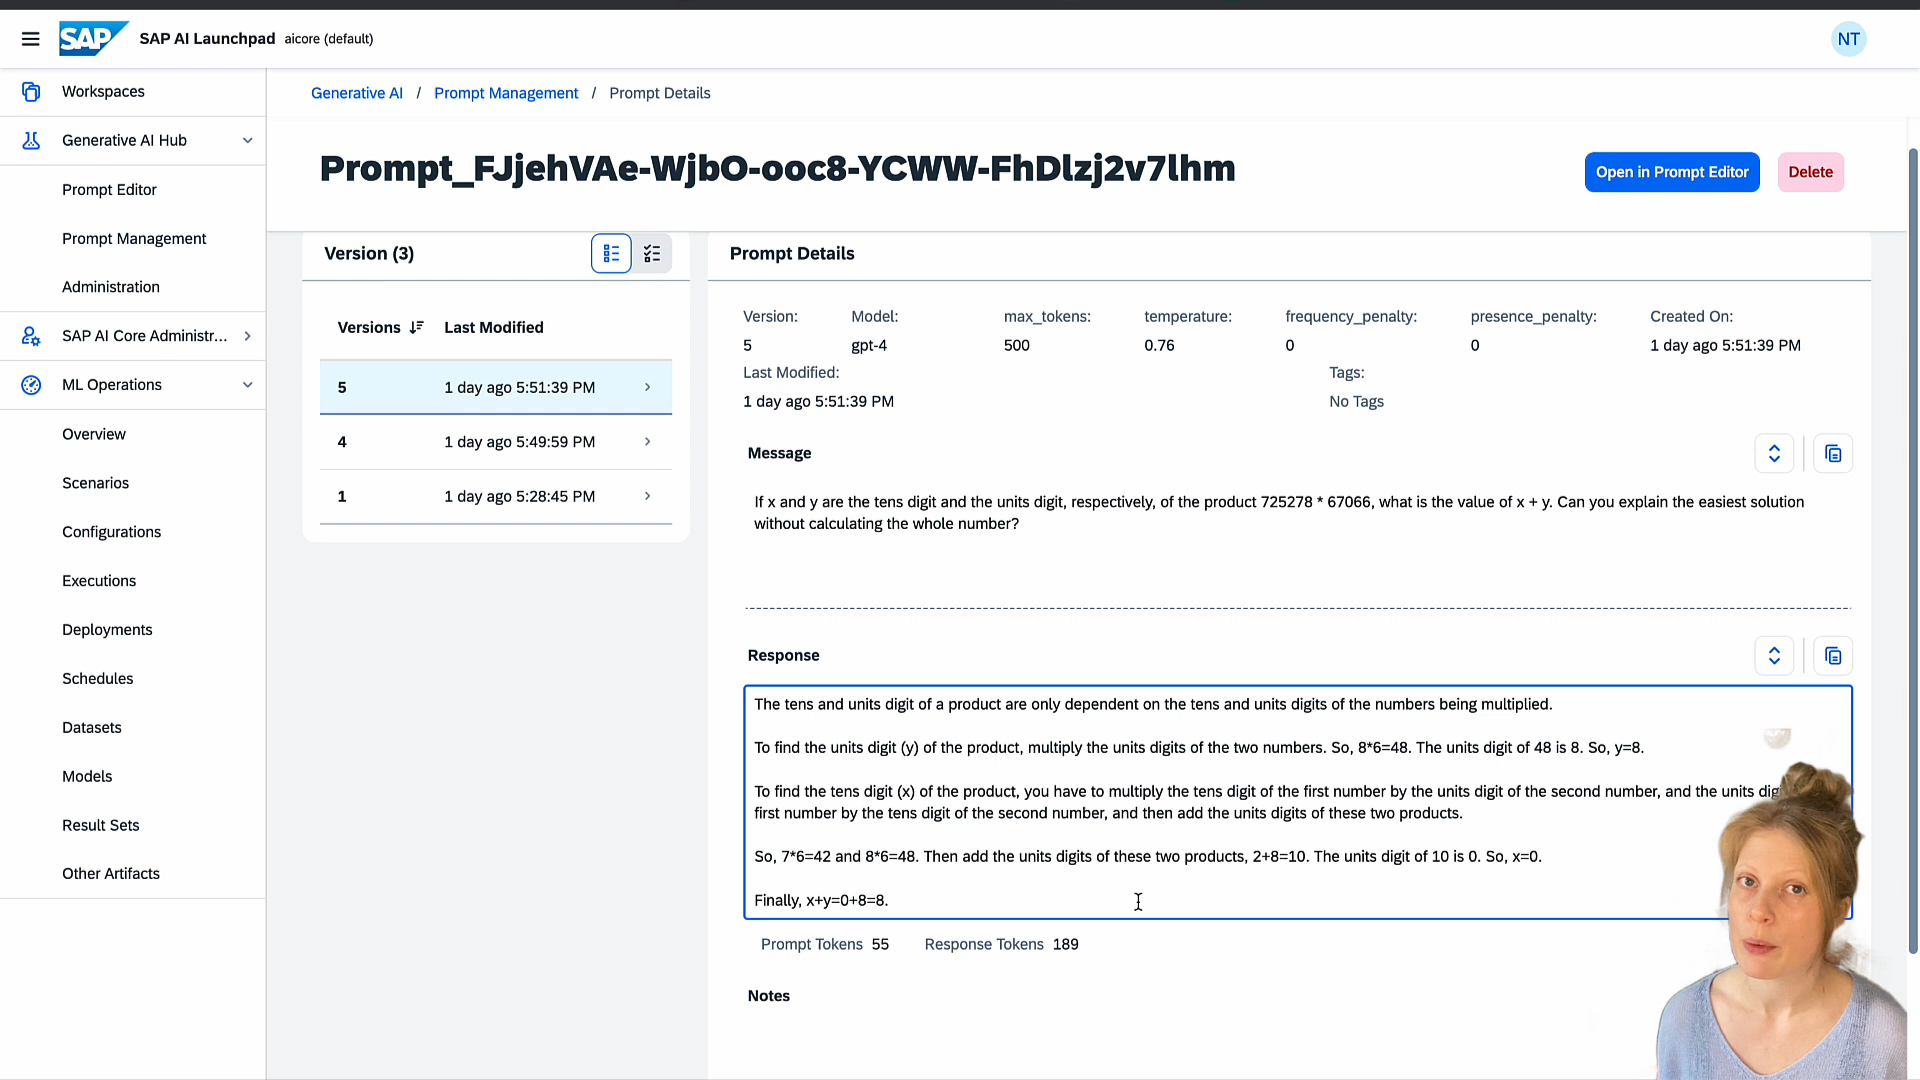 SAP SAP AI Launchpad aicore (default) NT
Workspaces
Generative AI Hub
Prompt Editor
Prompt Management
Administration
SAP AI Core Administr...
ML Operations
Overview
Scenarios
Configurations
Executions
Deployments
Schedules
Datasets
Models
Result Sets
Other Artifacts
Generative AI / Prompt Management / Prompt Details
Prompt_FJjehVAe-WjbO-ooc8-YCWW-FhDlzj2v7lhm
Open in Prompt Editor Delete
Version (3)
Versions Last Modified
5 1 day ago 5:51:39 PM
4 1 day ago 5:49:59 PM
1 1 day ago 5:28:45 PM
Prompt Details
Version: Model: max_tokens: temperature: frequency_penalty: presence_penalty: Created On:
5 gpt-4 500 0.76 0 0 1 day ago 5:51:39 PM
Last Modified: Tags:
1 day ago 5:51:39 PM No Tags
Message
If x and y are the tens digit and the units digit, respectively, of the product 725278 * 67066, what is the value of x + y. Can you explain the easiest solution
without calculating the whole number?
Response
The tens and units digit of a product are only dependent on the tens and units digits of the numbers being multiplied.
To find the units digit (y) of the product, multiply the units digits of the two numbers. So, 8*6=48. The units digit of 48 is 8. So, y=8.
To find the tens digit (x) of the product, you have to multiply the tens digit of the first number by the units digit of the second number, and the units
first number by the tens digit of the second number, and then add the units digits of these two products.
So, 7*6=42 and 8*6=48. Then add the units digits of these two products, 2+8=10. The units digit of 10 is 0. So, x=0.
Finally, x+y=0+8=8.
Prompt Tokens 55 Response Tokens 189
Notes